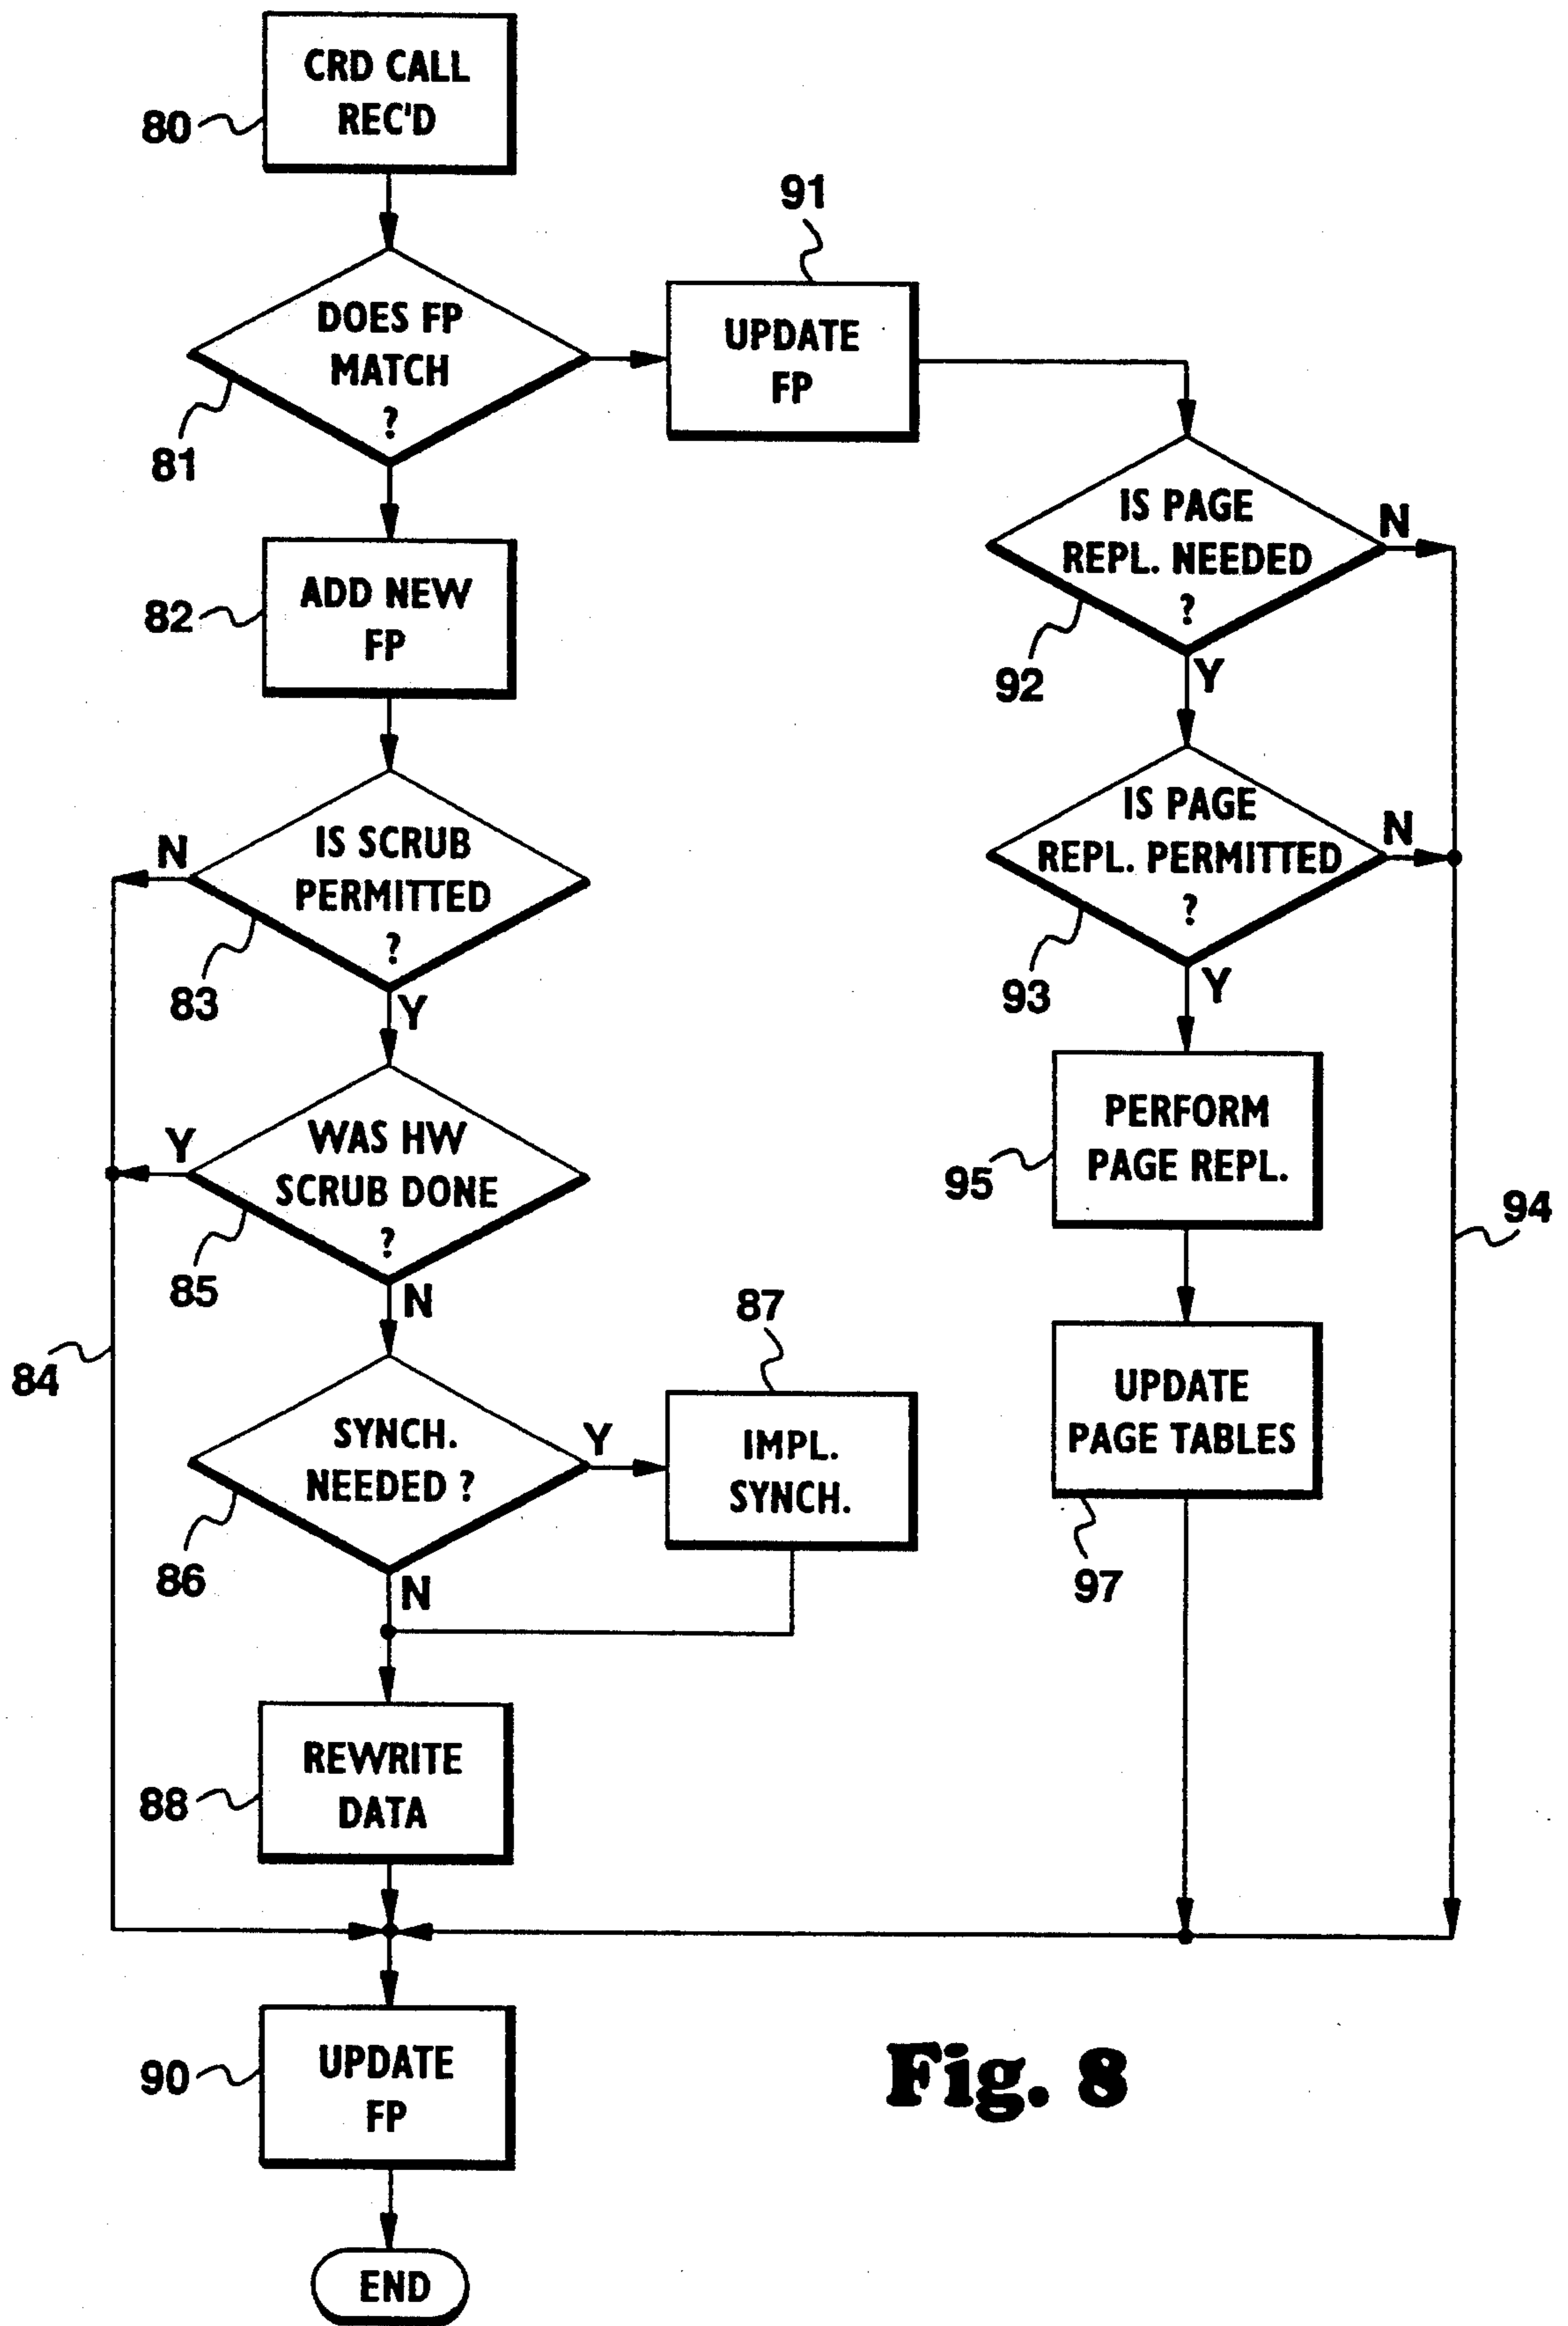 CRD CALL
REC'D
80
91
DOES FP
MATCH
?
81
UPDATE
FP
ADD NEW
FP
82
IS PAGE
REPL. NEEDED
?
N
92
Y
IS SCRUB
PERMITTED
?
N
83
Y
IS PAGE
REPL. PERMITTED
?
N
93
Y
WAS HW
SCRUB DONE
?
Y
85
N
PERFORM
PAGE REPL.
95
94
84
87
SYNCH.
NEEDED ?
Y
86
N
IMPL.
SYNCH.
UPDATE
PAGE TABLES
97
REWRITE
DATA
88
UPDATE
FP
90
Fig. 8
END